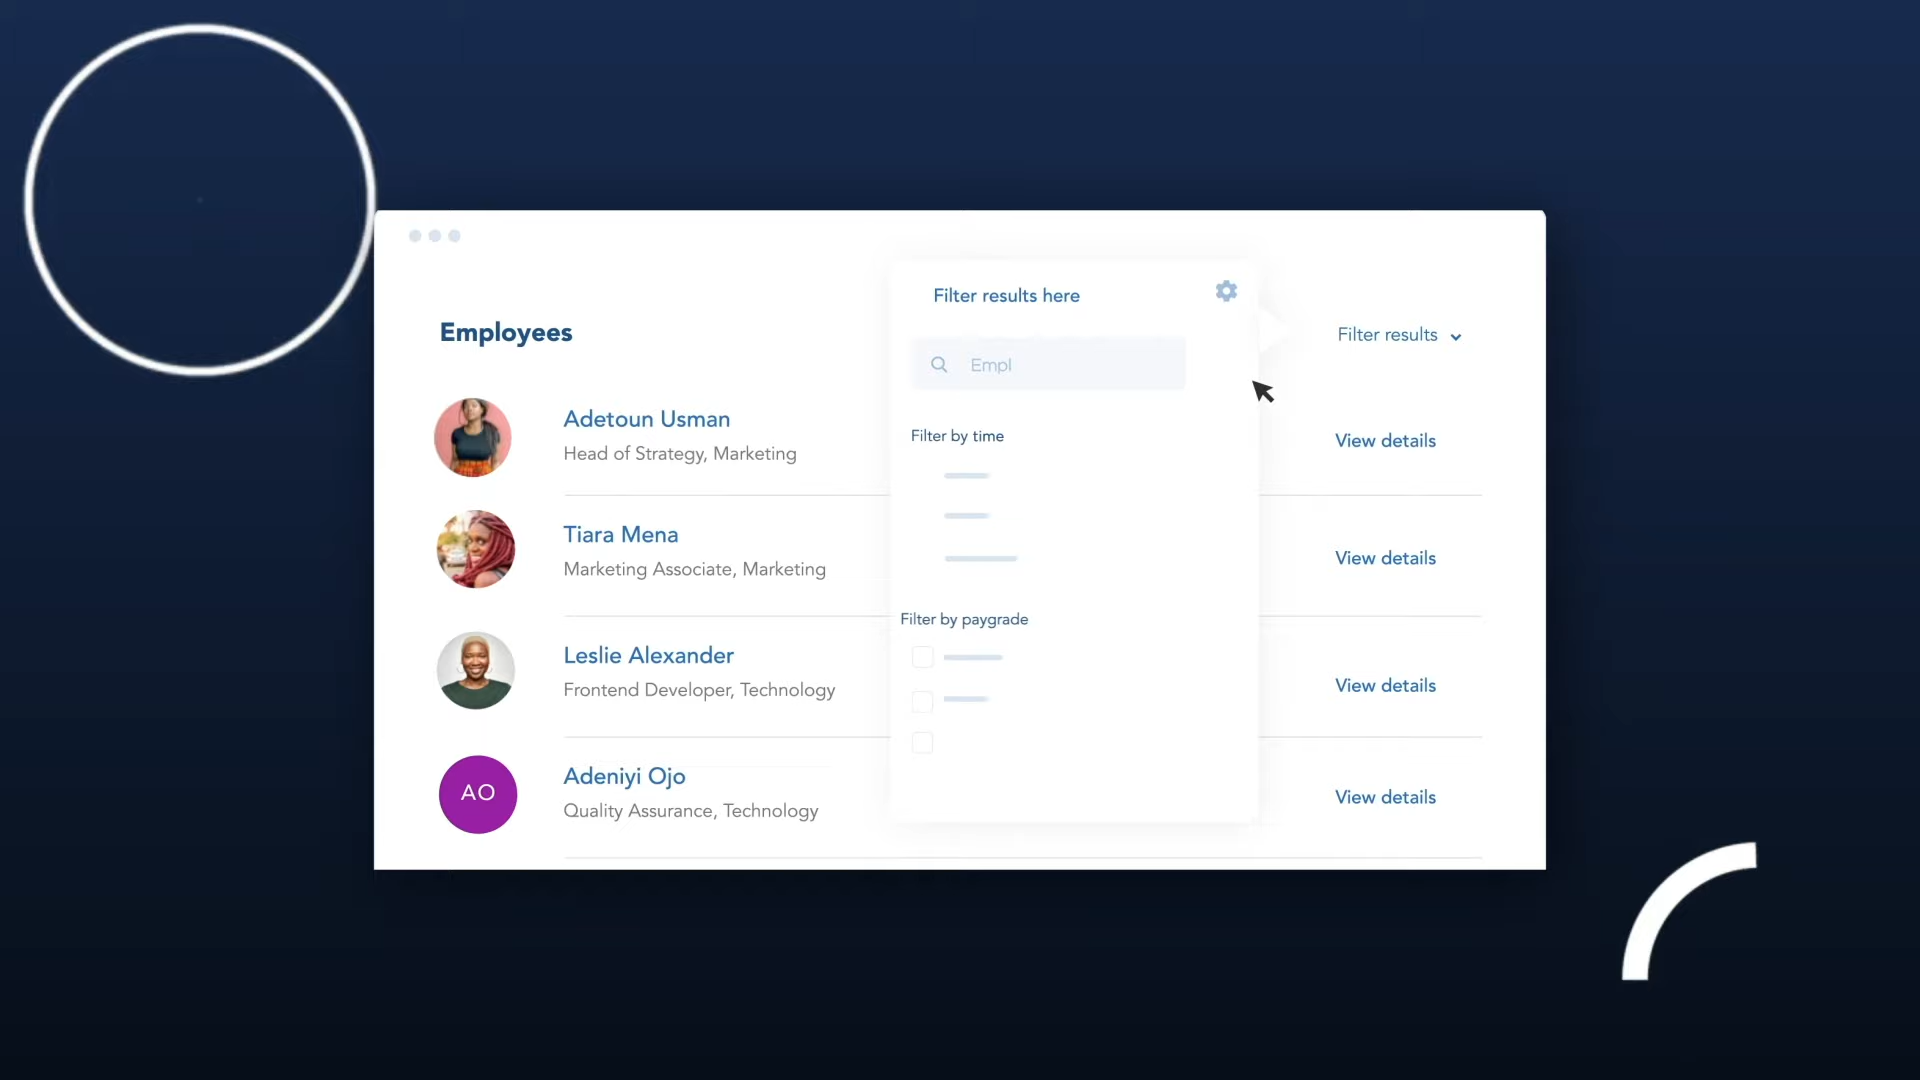 Filter results here
Employees
Filter results
Empl
Adetoun Usman
Head of Strategy, Marketing
View details
Filter by time
Tiara Mena
Marketing Associate, Marketing
View details
Filter by paygrade
Leslie Alexander
Frontend Developer, Technology
View details
AO
Adeniyi Ojo
Quality Assurance, Technology
View details